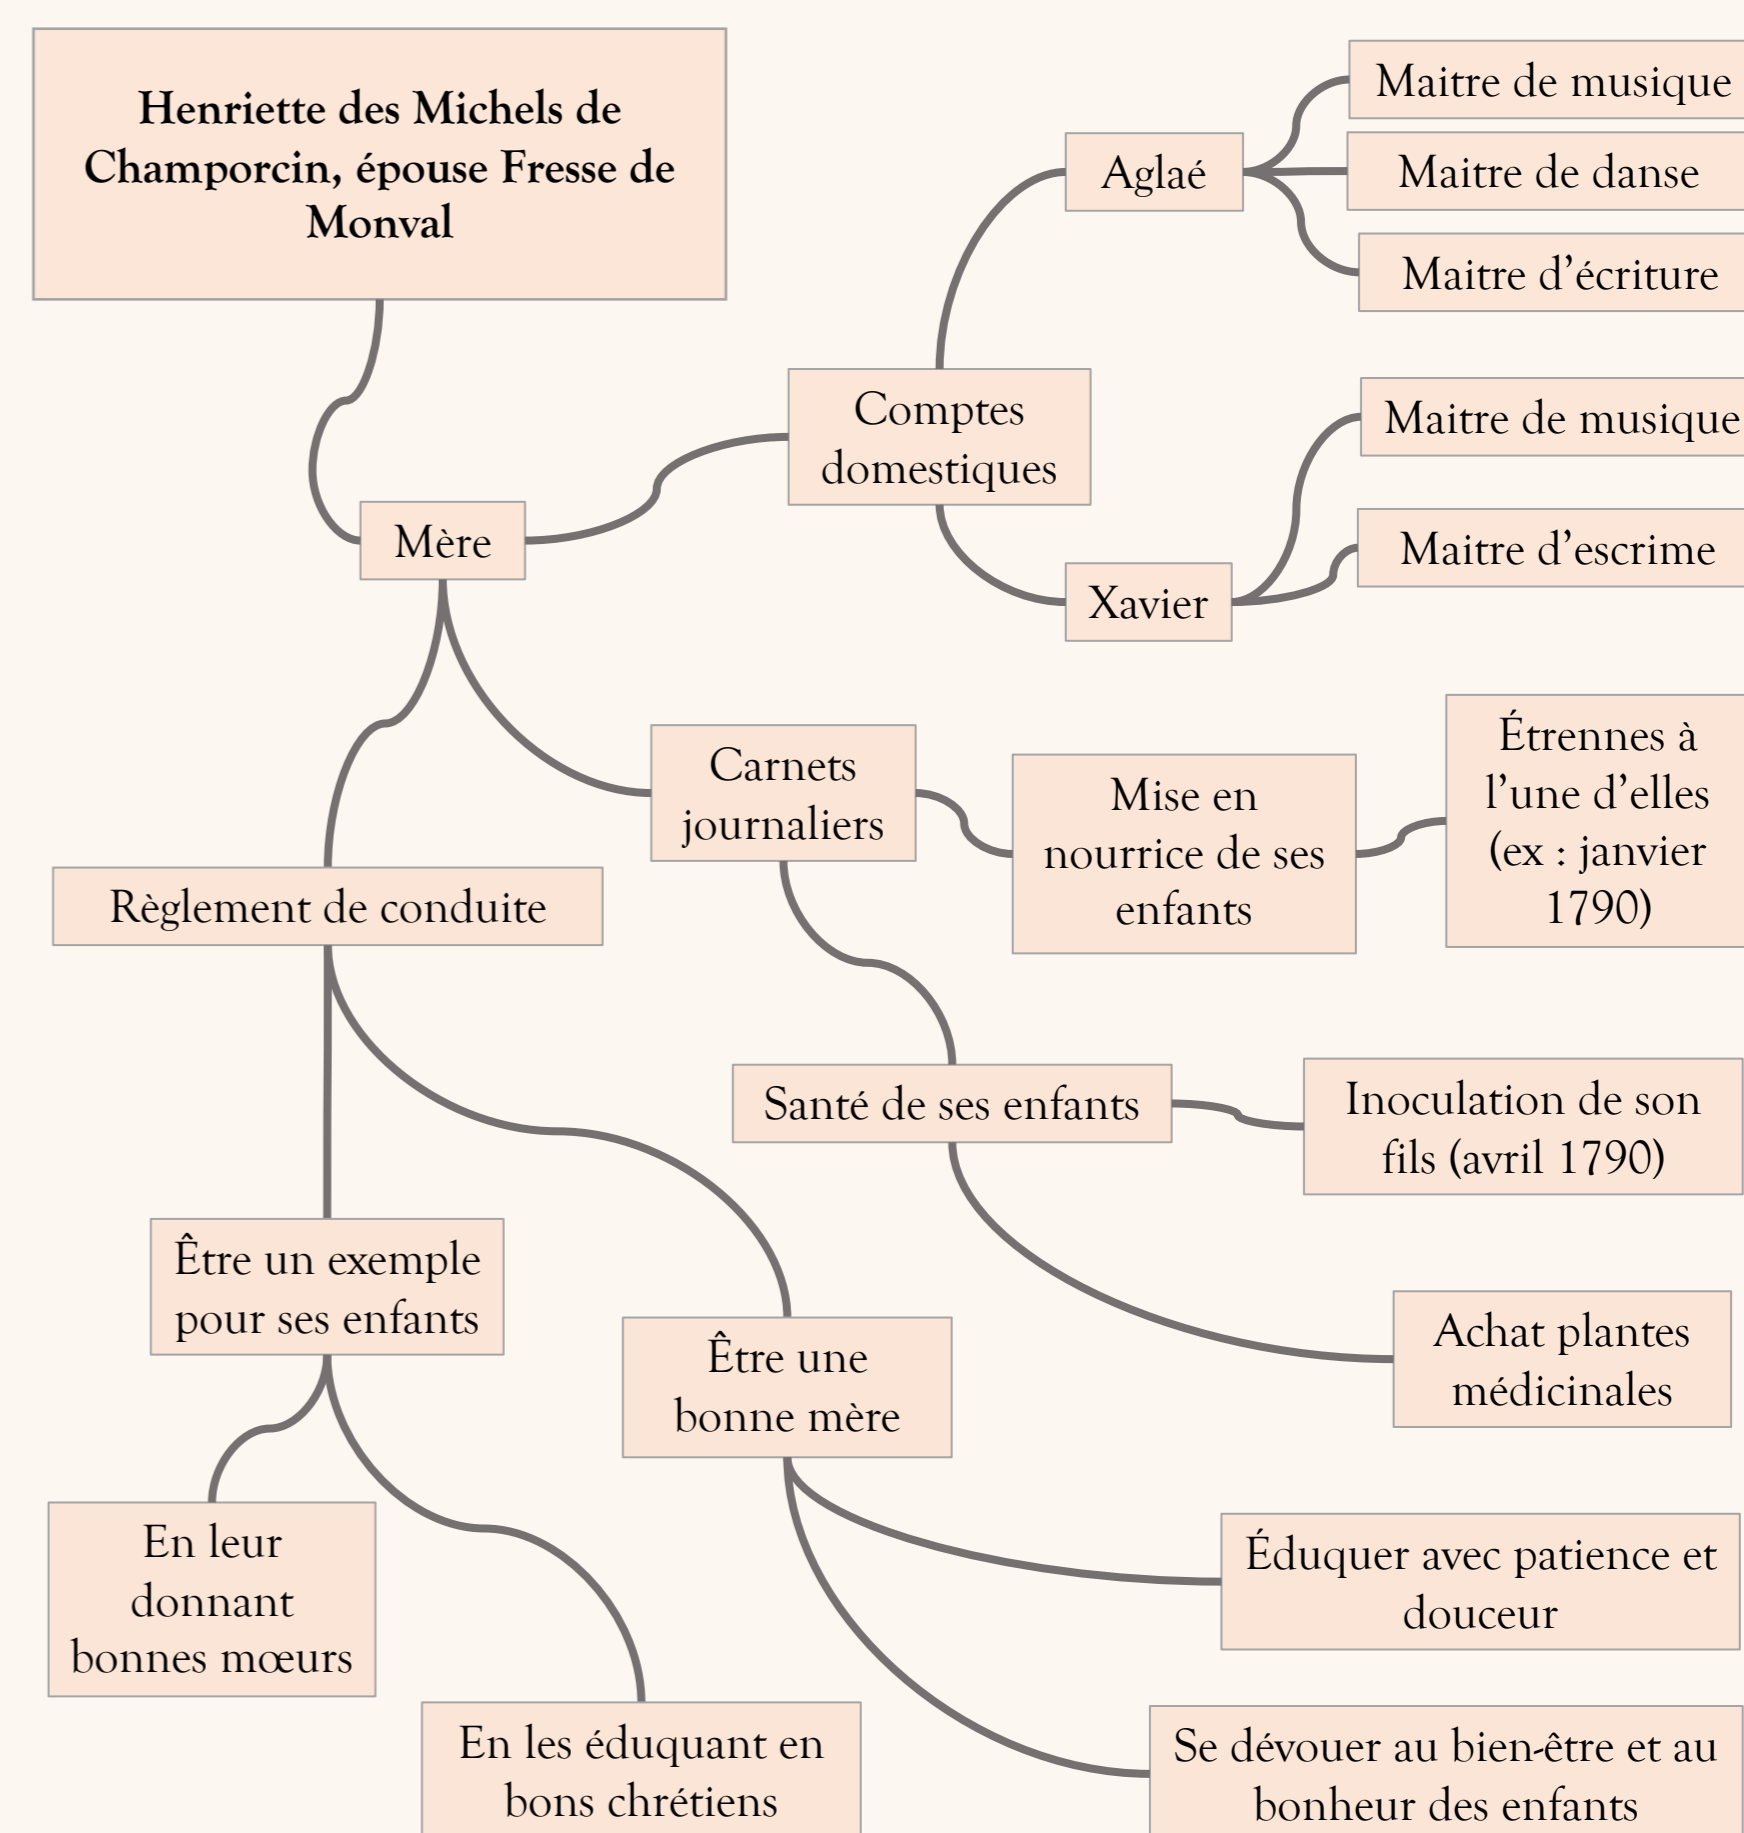 Henriette des Michels de
Champorcin, épouse Fresse de
Monval
Mère
Comptes
domestiques
Aglaé
Maitre de musique
Maitre de danse
Maitre d’écriture
Xavier
Maitre de musique
Maitre d’escrime
Carnets
journaliers
Mise en
nourrice de ses
enfants
Étrennes à
l’une d’elles
(ex : janvier
1790)
Santé de ses enfants
Inoculation de son
fils (avril 1790)
Achat plantes
médicinales
Règlement de conduite
Être un exemple
pour ses enfants
En leur
donnant
bonnes mœurs
En les éduquant en
bons chrétiens
Être une
bonne mère
Éduquer avec patience et
douceur
Se dévouer au bien-être et au
bonheur des enfants